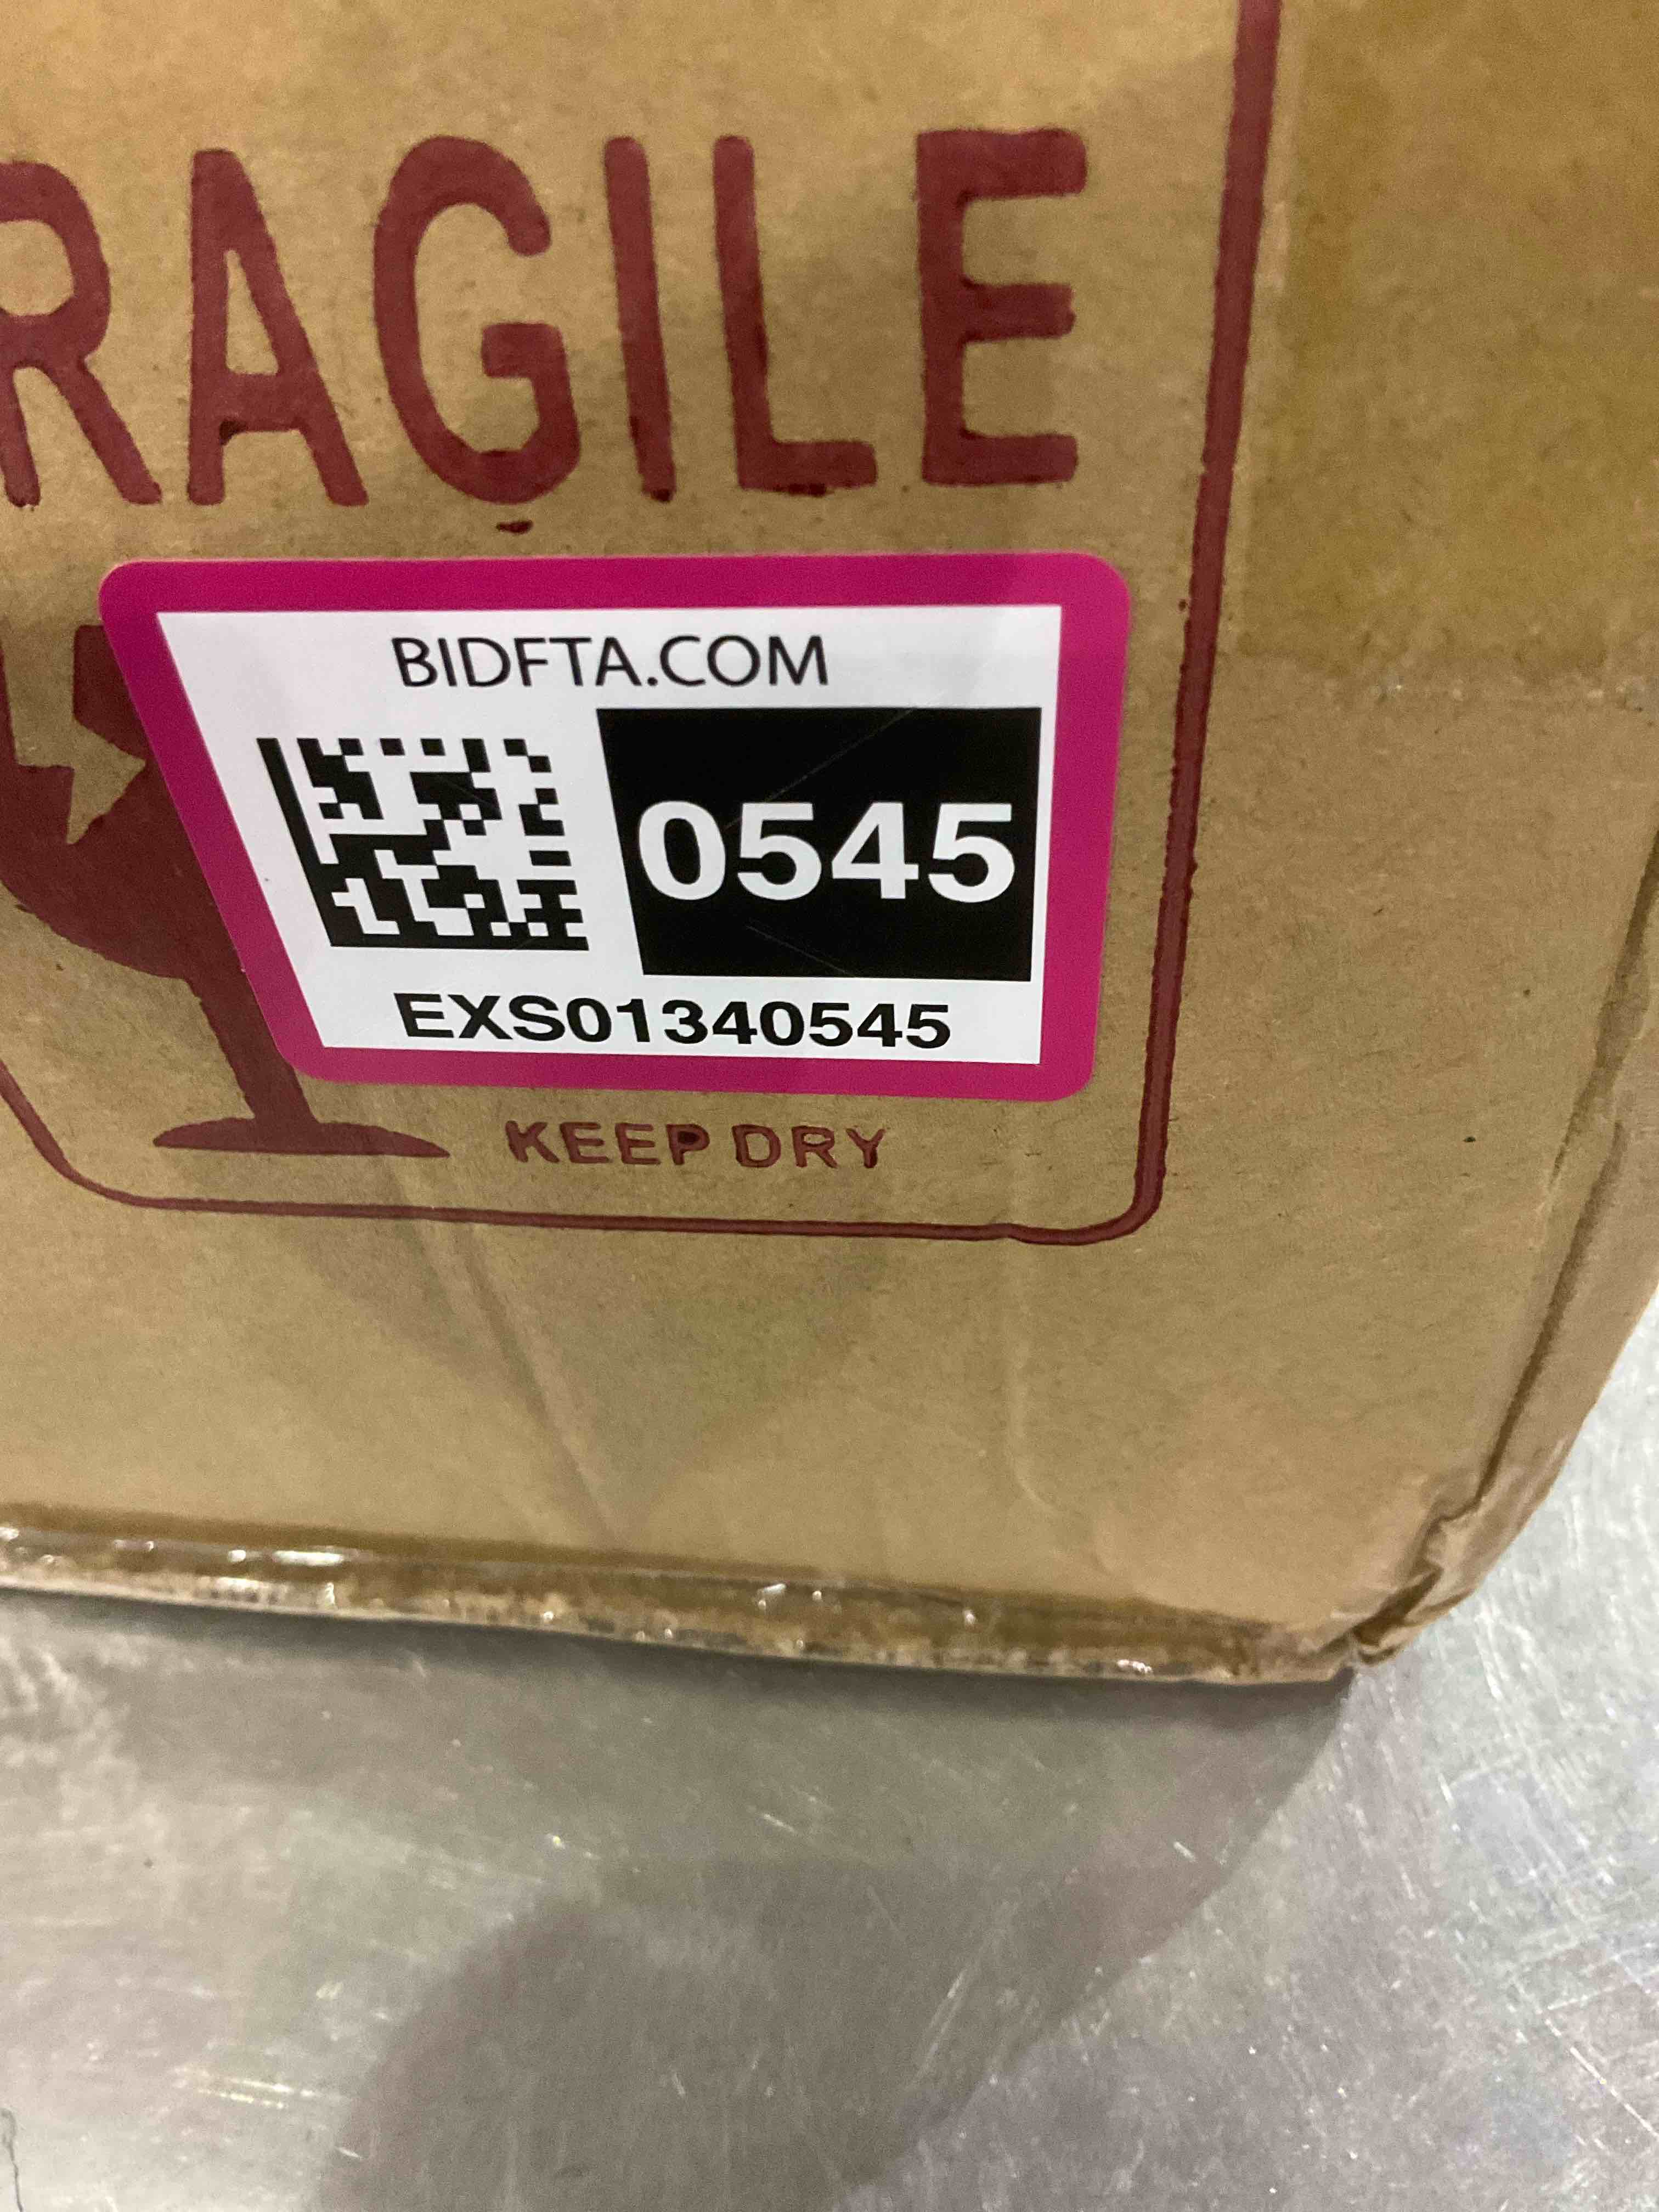 RAGILE
BIDFTA.COM
0545
EXS01340545
KEEP DRY